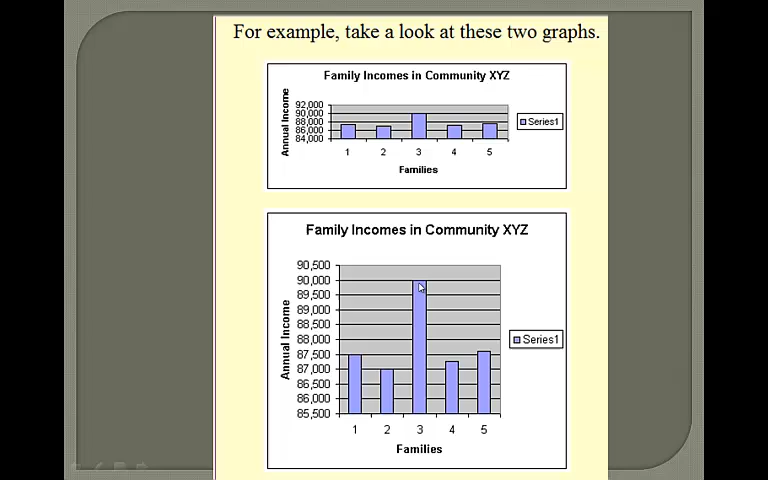 For example, take a look at these two graphs.
Family Incomes in Community XYZ
Annual Income
92,000
90,000
88,000
86,000
84,000
1 2 3 4 5
Families
Series1
Family Incomes in Community XYZ
Annual Income
90,500
90,000
89,500
89,000
88,500
88,000
87,500
87,000
86,500
86,000
85,500
1 2 3 4 5
Families
Series1